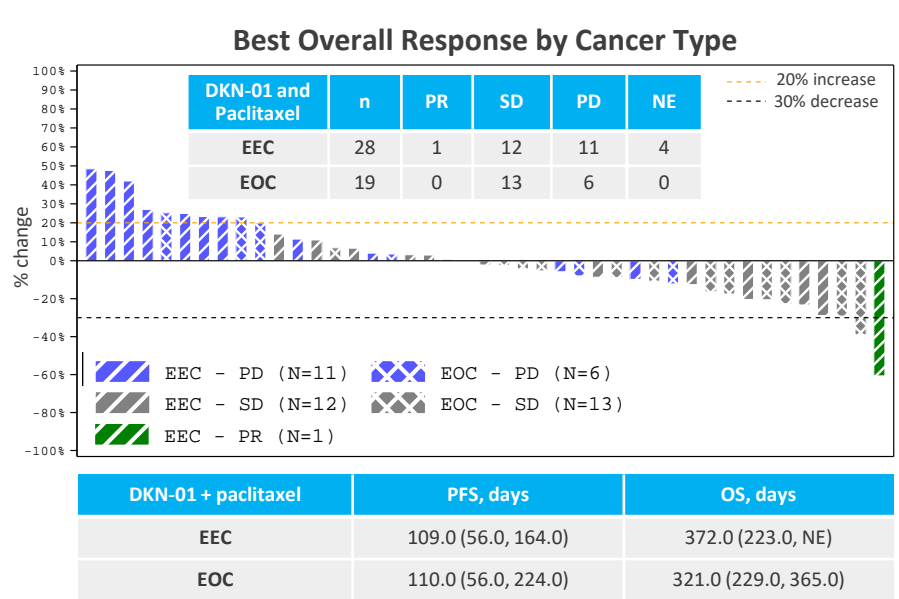 Best Overall Response by Cancer Type
100%
90%
80%
70%
60%
50%
40%
30%
20%
10%
0%
-20%
-40%
-60%
-80%
-100%
% change
DKN-01 and Paclitaxel n PR SD PD NE
EEC 28 1 12 11 4
EOC 19 0 13 6 0
20% increase
30% decrease
EEC - PD (N=11) EOC - PD (N=6)
EEC - SD (N=12) EOC - SD (N=13)
EEC - PR (N=1)
DKN-01 + paclitaxel PFS, days OS, days
EEC 109.0 (56.0, 164.0) 372.0 (223.0, NE)
EOC 110.0 (56.0, 224.0) 321.0 (229.0, 365.0)